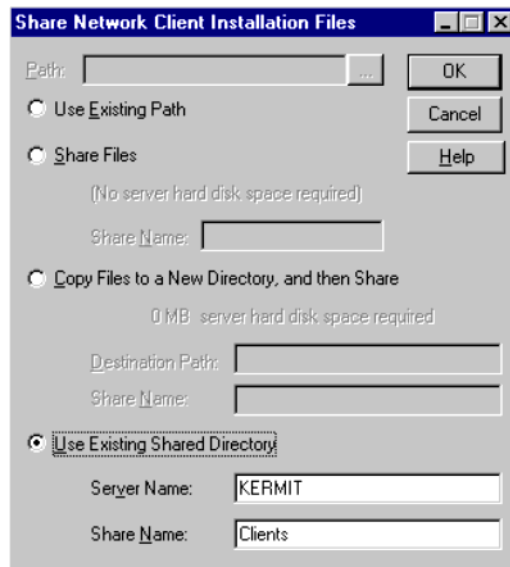 Share Network Client Installation Files
Path: ...
OK
Use Existing Path
Cancel
Share Files
Help
(No server hard disk space required)
Share Name:
Copy Files to a New Directory, and then Share
0 MB server hard disk space required
Destination Path:
Share Name:
Use Existing Shared Directory
Server Name: KERMIT
Share Name: Clients